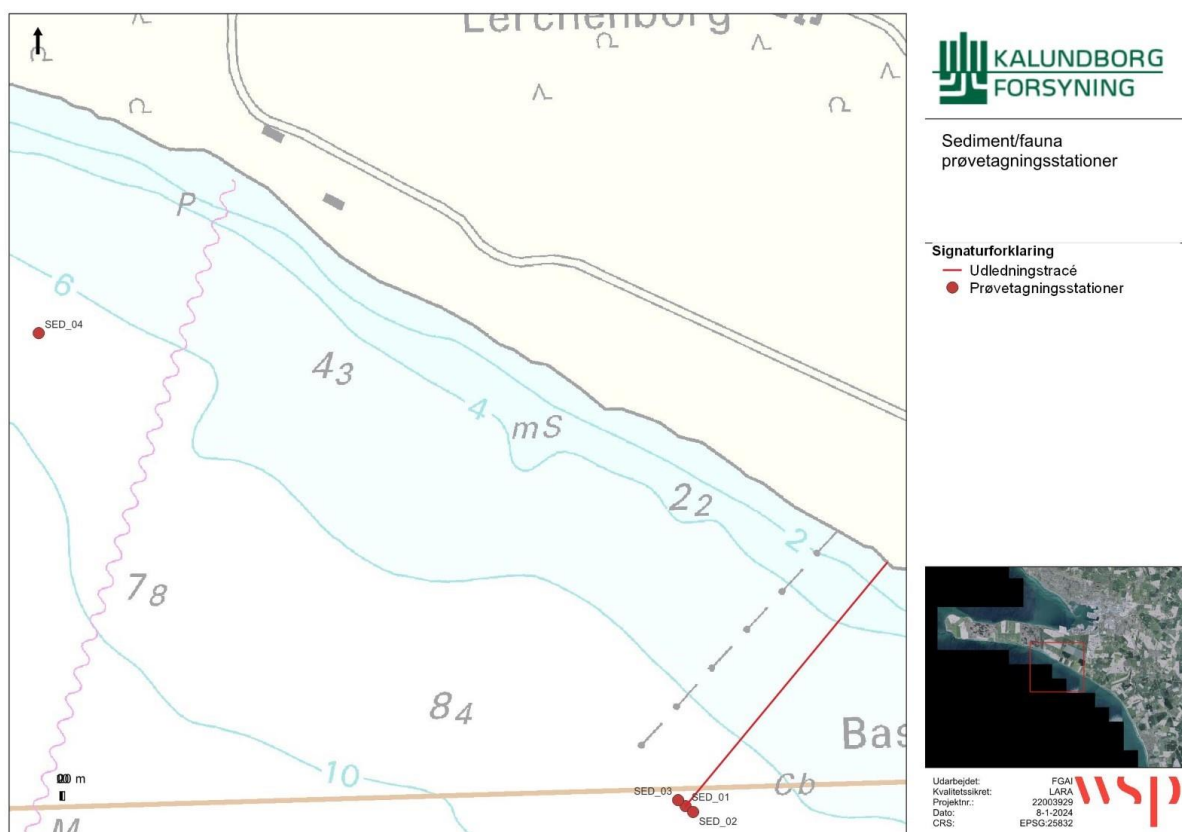 Lerchenborg
P
6
SED_04
4₃
4
mS
2₂
2
7₈
8₄
Bas
10
Cb
SED_03
SED_01
SED_02
M
KALUNDBORG
FORSYNING
Sediment/fauna
prøvetagningsstationer
Signaturforklaring
Udledningstracé
Prøvetagningsstationer
Udarbejdet: FGAI
Kvalitetssikret: LARA
Projektnr.: 22003929
Dato: 8-1-2024
CRS: EPSG:25832
wsp